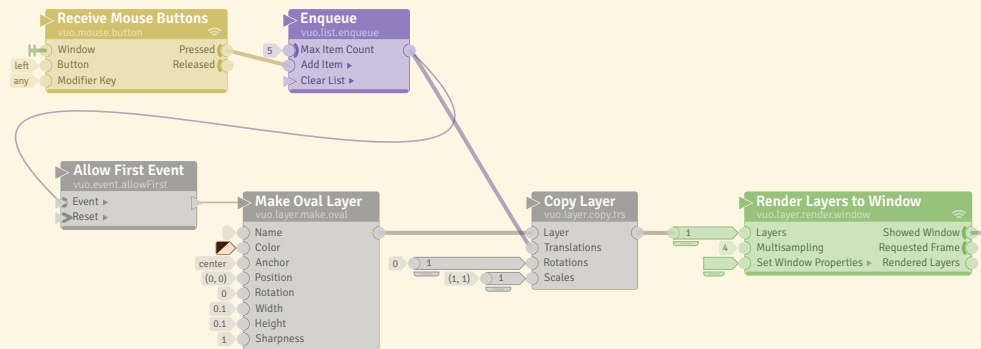 Receive Mouse Buttons
vuo.mouse.button
Window Pressed
left Button Released
any Modifier Key
Enqueue
vuo.list.enqueue
5 Max Item Count
Add Item
Clear List
Allow First Event
vuo.event.allowFirst
Event
Reset
Make Oval Layer
vuo.layer.make.oval
Name
Color
center Anchor
(0, 0) Position
0 Rotation
0.1 Width
0.1 Height
1 Sharpness
Copy Layer
vuo.layer.copy.trs
Layer
Translations
0 1 Rotations
(1, 1) 1 Scales
Render Layers to Window
vuo.layer.render.window
1 Layers Showed Window
4 Multisampling Requested Frame
Set Window Properties Rendered Layers